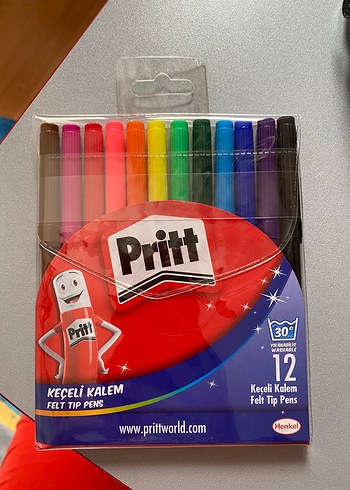 Pritt
Pritt
30°
YIKANABİLİR
WASHABLE
12
KEÇELİ KALEM
FELT TIP PENS
Keçeli Kalem
Felt Tip Pens
www.prittworld.com
Henkel